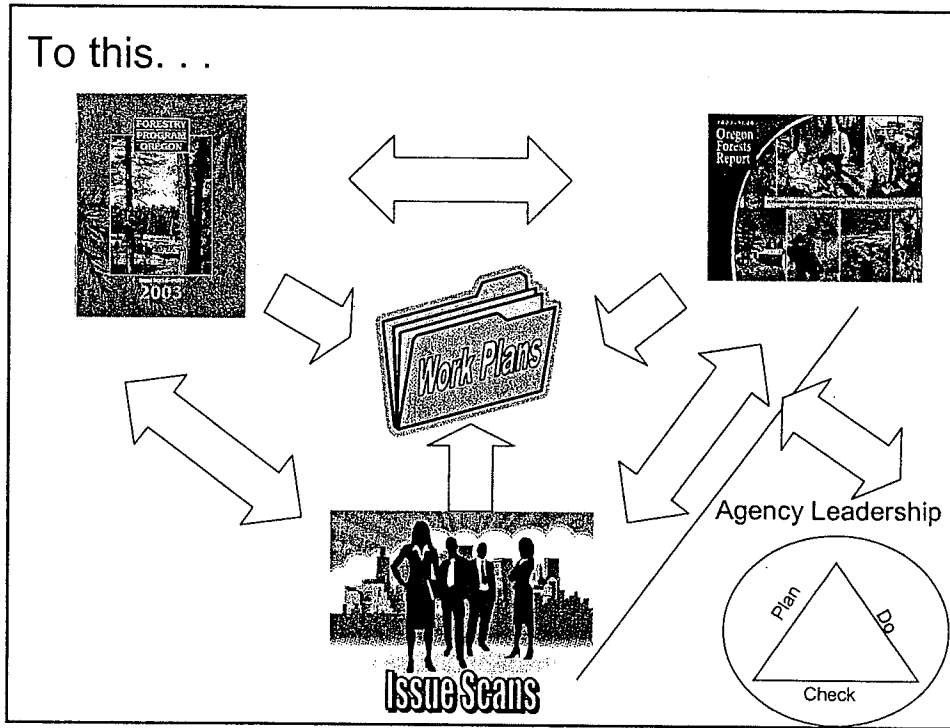 To this. . .
FORESTRY
PROGRAM
OREGON
2003
Oregon
Forests
Report
Work Plans
Issue Scans
Agency Leadership
Plan
Do
Check